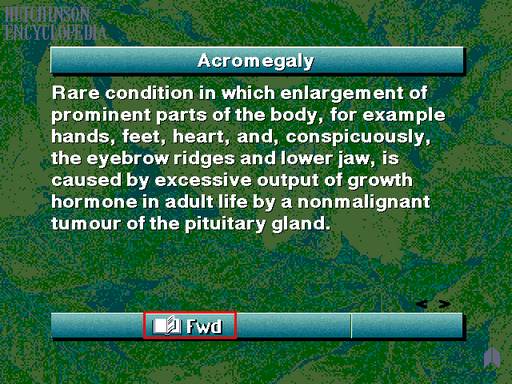 HUTCHINSON
ENCYCLOPEDIA
Acromegaly
Rare condition in which enlargement of
prominent parts of the body, for example
hands, feet, heart, and, conspicuously,
the eyebrow ridges and lower jaw, is
caused by excessive output of growth
hormone in adult life by a nonmalignant
tumour of the pituitary gland.
< >
Fwd